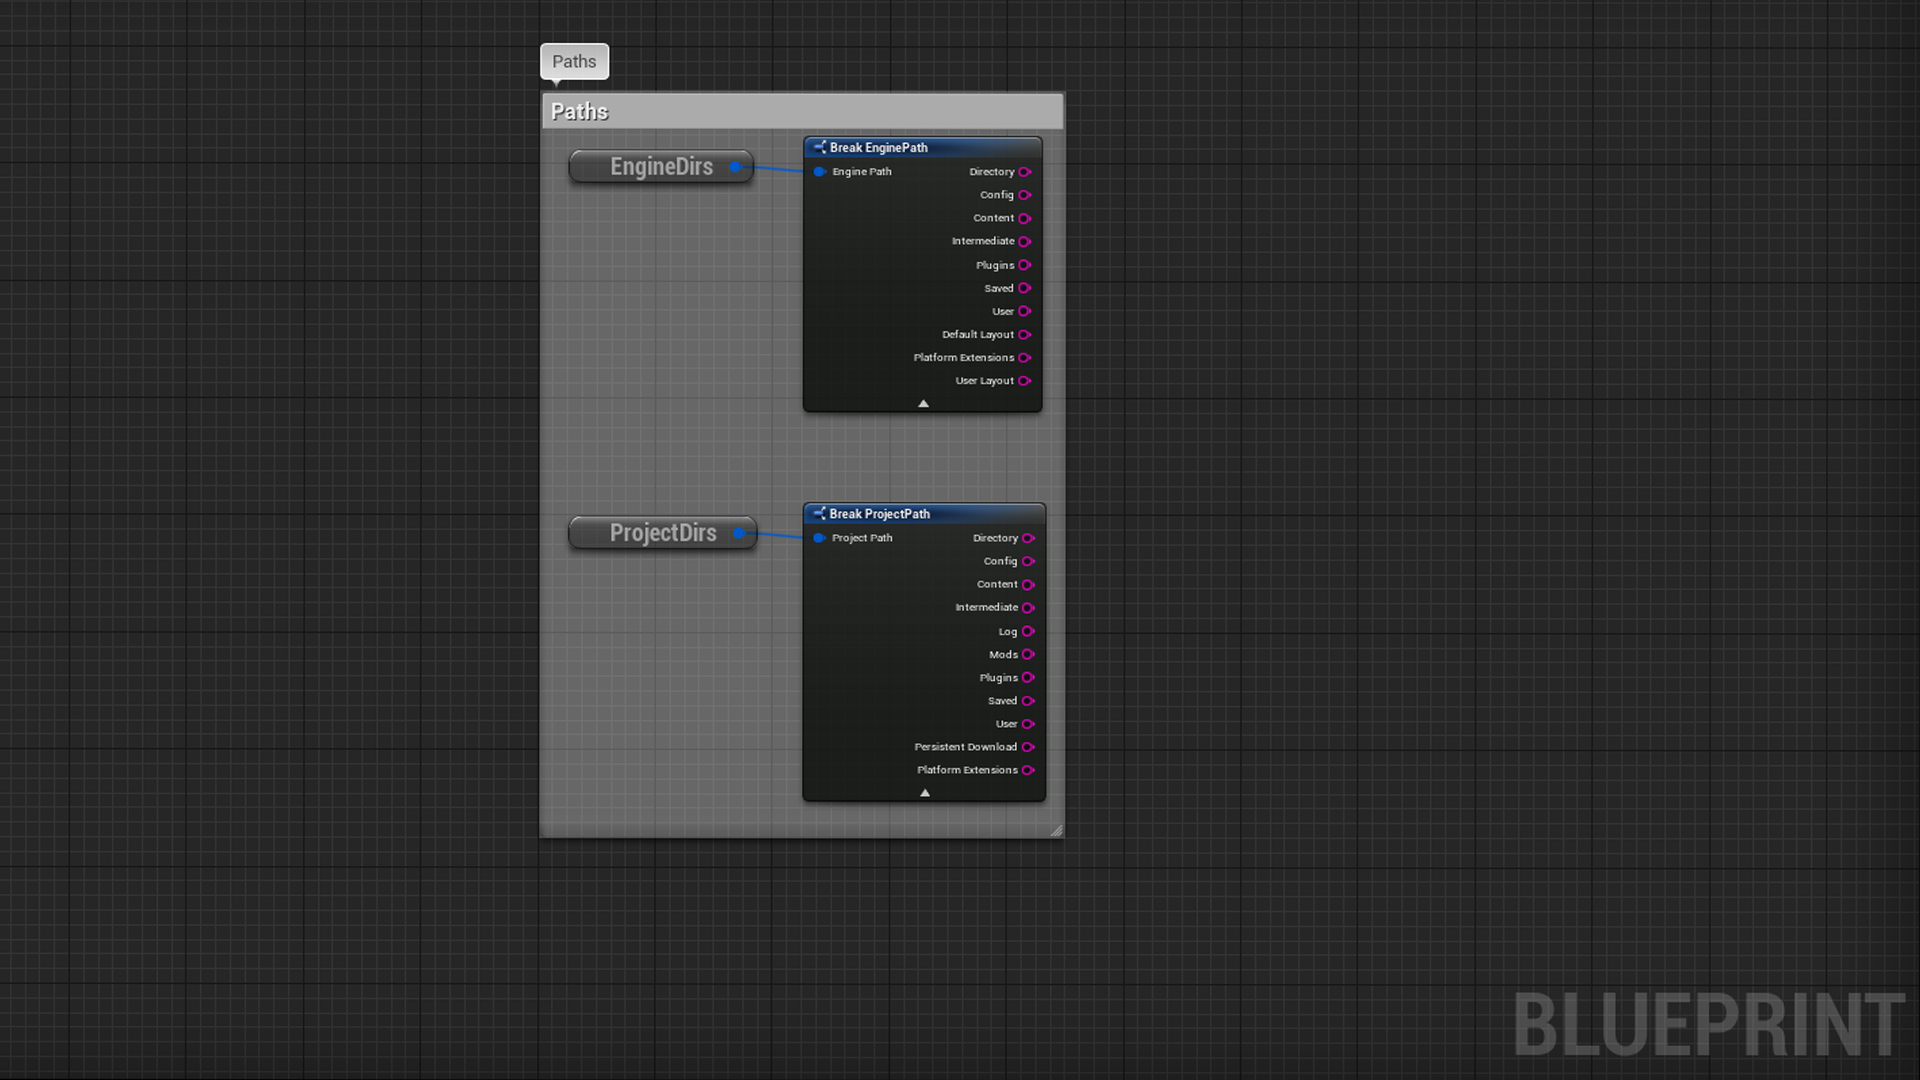 Paths
Paths
EngineDirs
Break EnginePath
Engine Path
Directory
Config
Content
Intermediate
Plugins
Saved
User
Default Layout
Platform Extensions
User Layout
ProjectDirs
Break ProjectPath
Project Path
Directory
Config
Content
Intermediate
Log
Mods
Plugins
Saved
User
Persistent Download
Platform Extensions
BLUEPRINT